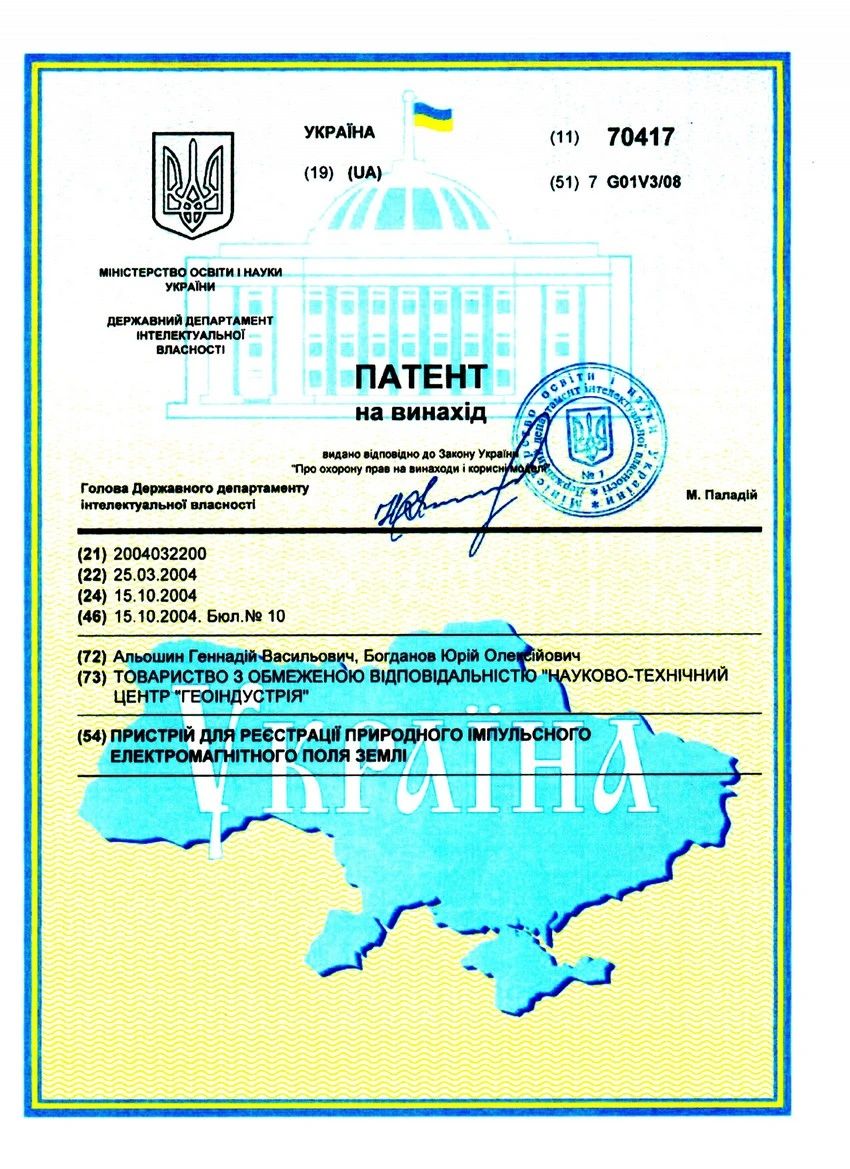 УКРАЇНА
(19) (UA)
(11) 70417
(51) 7 G01V3/08
МІНІСТЕРСТВО ОСВІТИ І НАУКИ
УКРАЇНИ
ДЕРЖАВНИЙ ДЕПАРТАМЕНТ
ІНТЕЛЕКТУАЛЬНОЇ
ВЛАСНОСТІ
ПАТЕНТ
на винахід
видано відповідно до Закону України
"Про охорону прав на винаходи і корисні моделі"
Голова Державного департаменту
інтелектуальної власності
М. Паладій
Міністерство освіти і науки України
Державний департамент інтелектуальної власності
№ 1
(21) 2004032200
(22) 25.03.2004
(24) 15.10.2004
(46) 15.10.2004. Бюл.№ 10
(72) Альошин Геннадій Васильович, Богданов Юрій Олексійович
(73) ТОВАРИСТВО З ОБМЕЖЕНОЮ ВІДПОВІДАЛЬНІСТЮ "НАУКОВО-ТЕХНІЧНИЙ
ЦЕНТР "ГЕОІНДУСТРІЯ"
(54) ПРИСТРІЙ ДЛЯ РЕЄСТРАЦІЇ ПРИРОДНОГО ІМПУЛЬСНОГО
ЕЛЕКТРОМАГНІТНОГО ПОЛЯ ЗЕМЛІ
УКРАЇНА